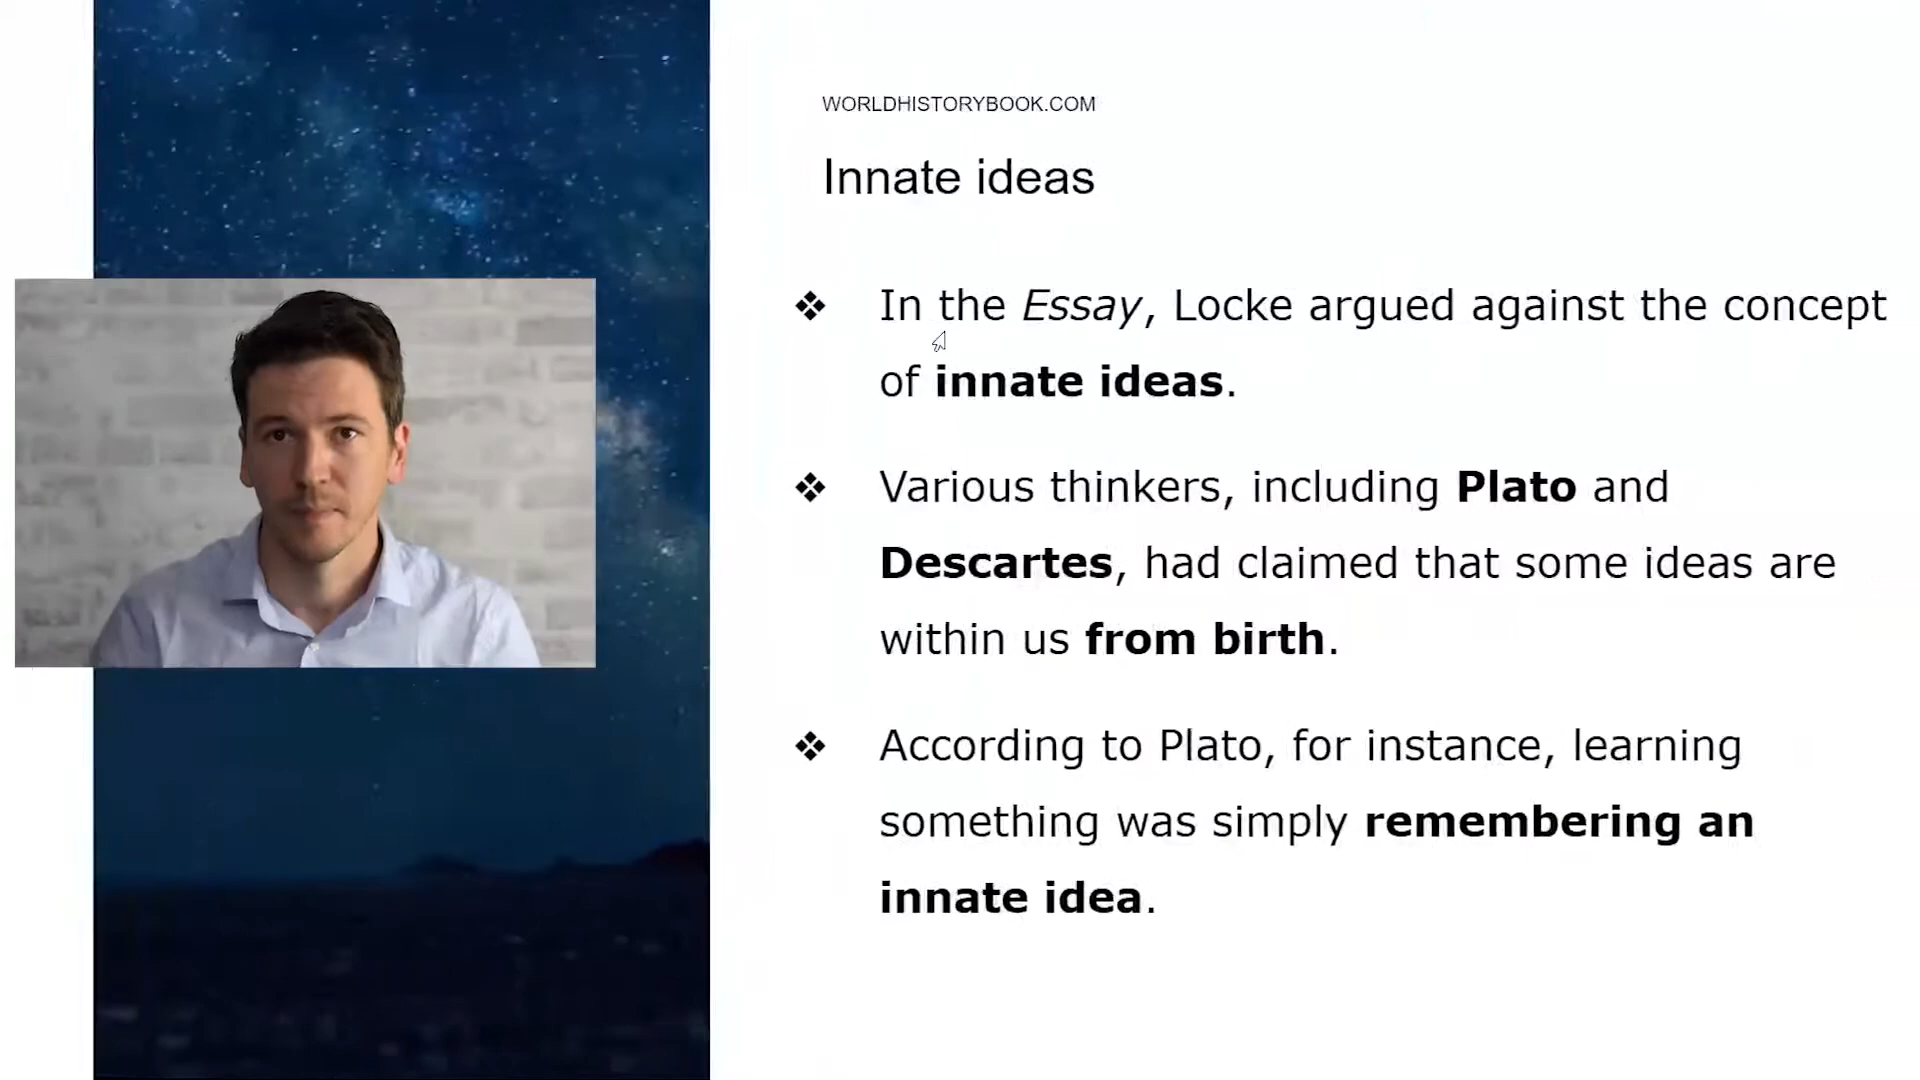 WORLDHISTORYBOOK.COM
Innate ideas
❖ In the Essay, Locke argued against the concept
of innate ideas.
❖ Various thinkers, including Plato and
Descartes, had claimed that some ideas are
within us from birth.
❖ According to Plato, for instance, learning
something was simply remembering an
innate idea.